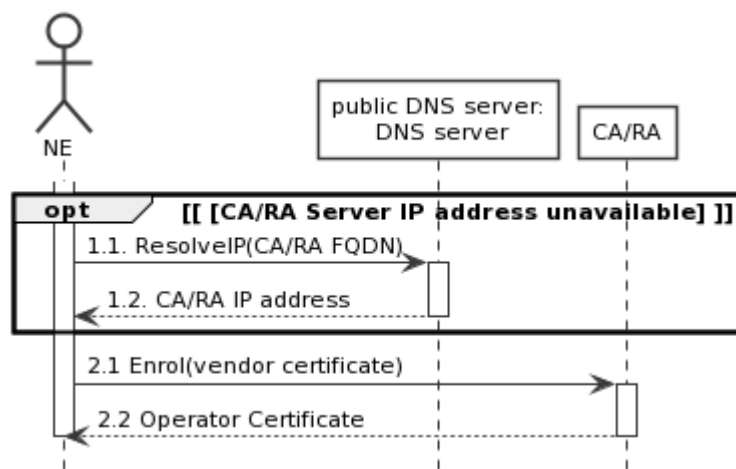 public DNS server:
DNS server
CA/RA
NE
opt
[[ [CA/RA Server IP address unavailable] ]]
1.1. ResolveIP(CA/RA FQDN)
1.2. CA/RA IP address
2.1 Enrol(vendor certificate)
2.2 Operator Certificate